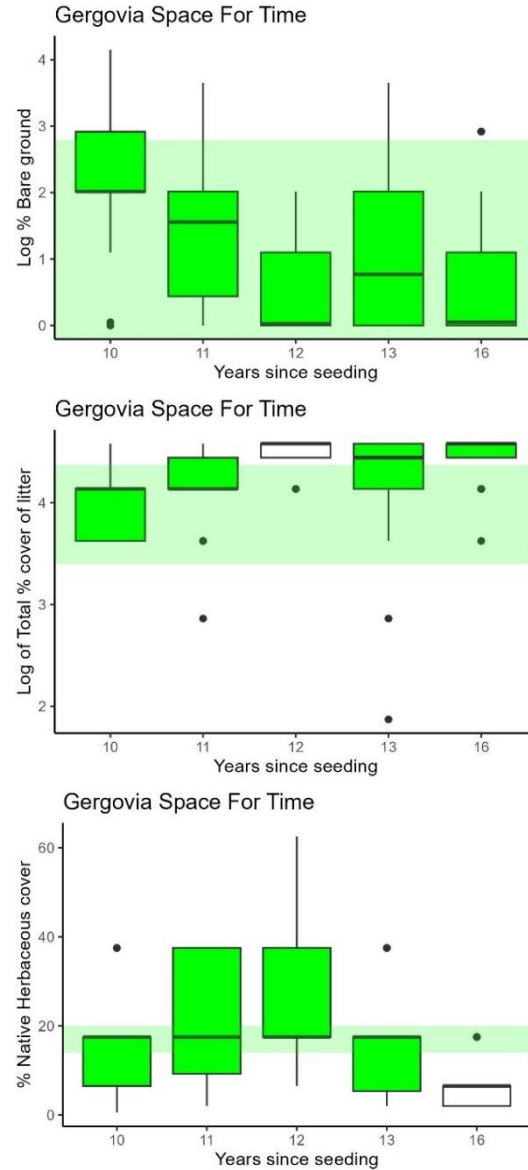 Gergovia Space For Time
Log % Bare ground
4
3
2
1
0
10 11 12 13 16
Years since seeding
Gergovia Space For Time
Log of Total % cover of litter
4
3
2
10 11 12 13 16
Years since seeding
Gergovia Space For Time
% Native Herbaceous cover
60
40
20
0
10 11 12 13 16
Years since seeding